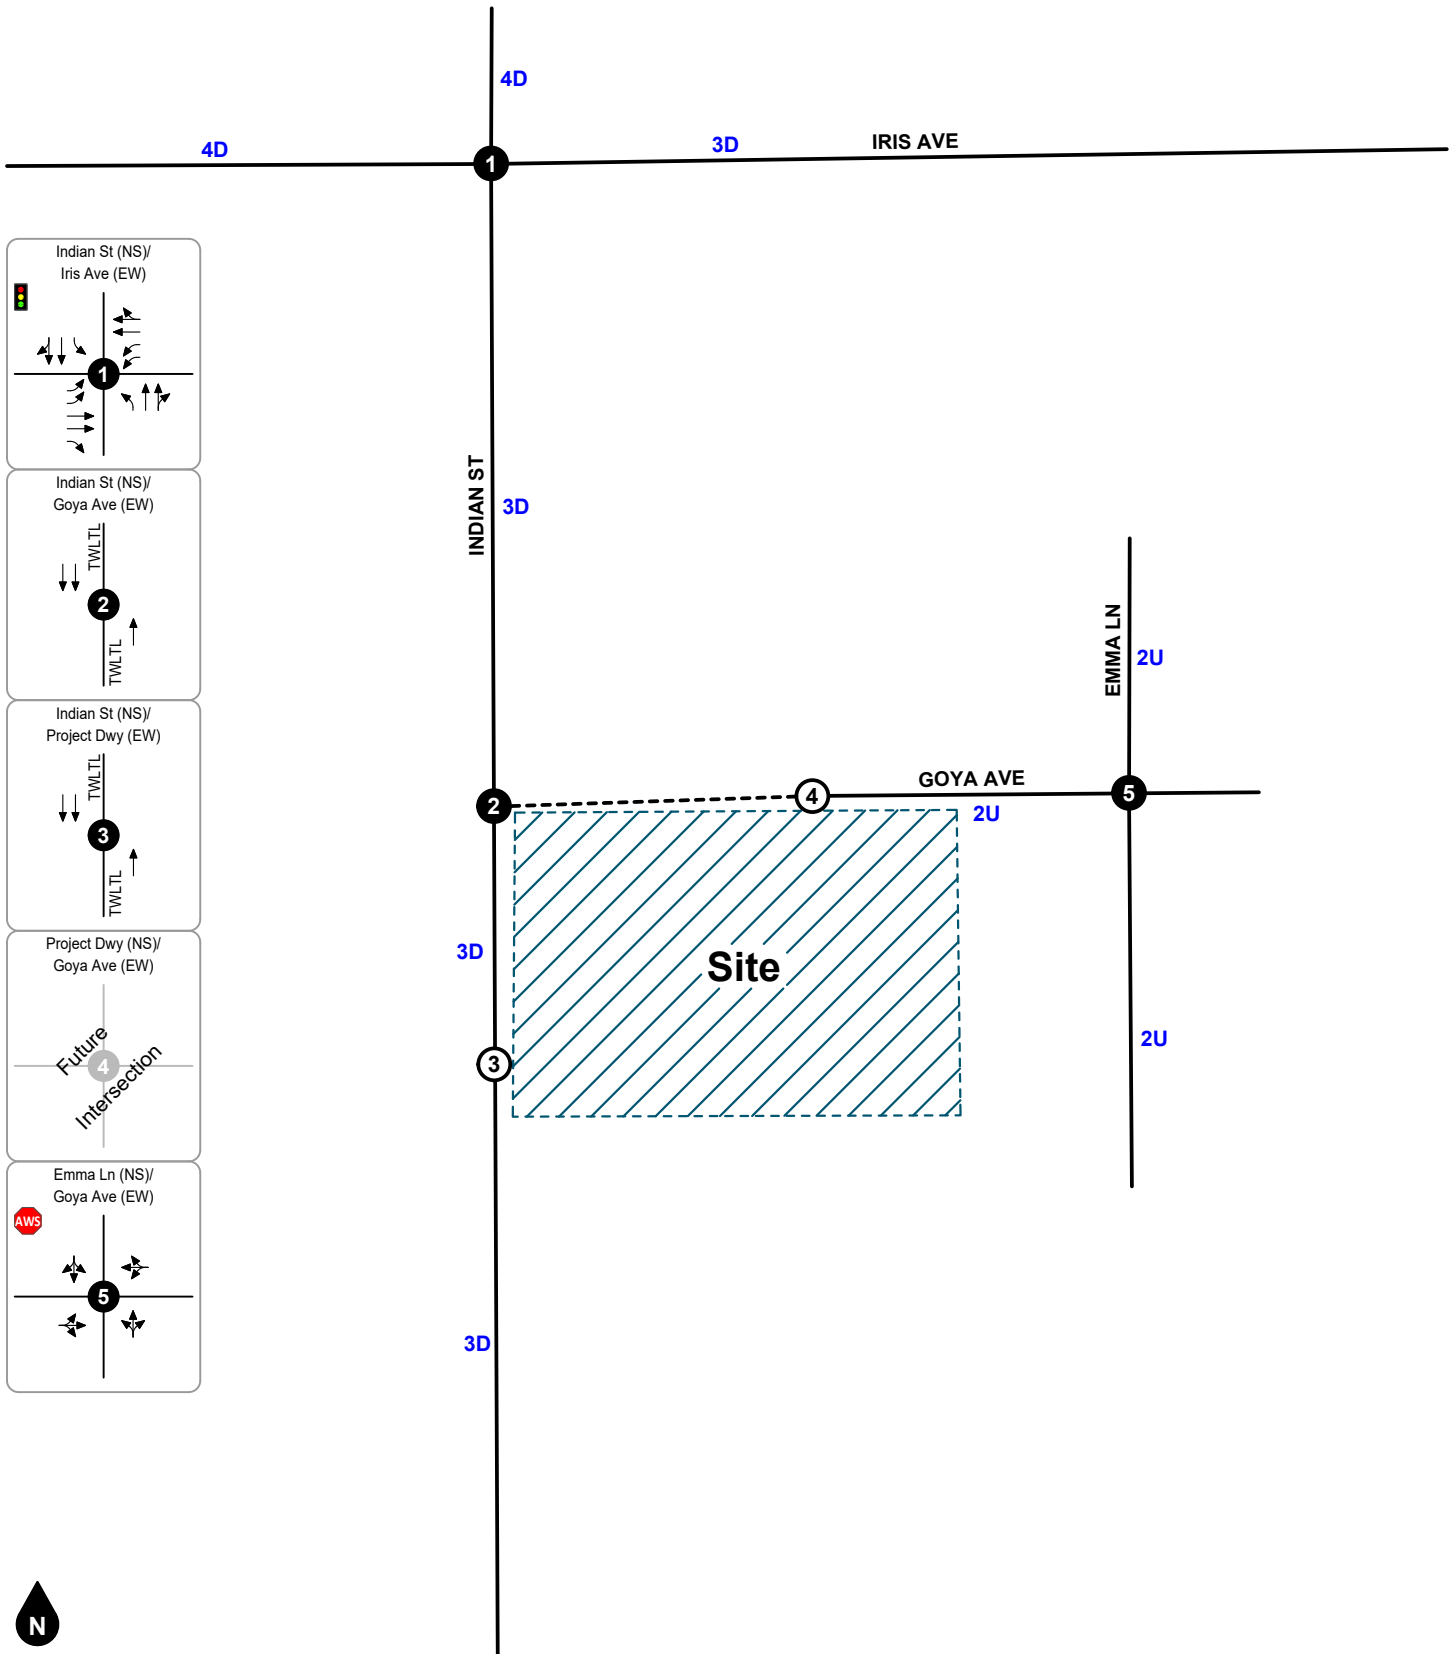 4D
4D
3D
IRIS AVE
1
Indian St (NS)/
Iris Ave (EW)
1
Indian St (NS)/
Goya Ave (EW)
TWLTL
2
TWLTL
Indian St (NS)/
Project Dwy (EW)
TWLTL
3
TWLTL
Project Dwy (NS)/
Goya Ave (EW)
Future
4
Intersection
Emma Ln (NS)/
Goya Ave (EW)
AWS
5
INDIAN ST
3D
EMMA LN
2U
2
4
GOYA AVE
5
2U
3D
Site
2U
3
3D
N